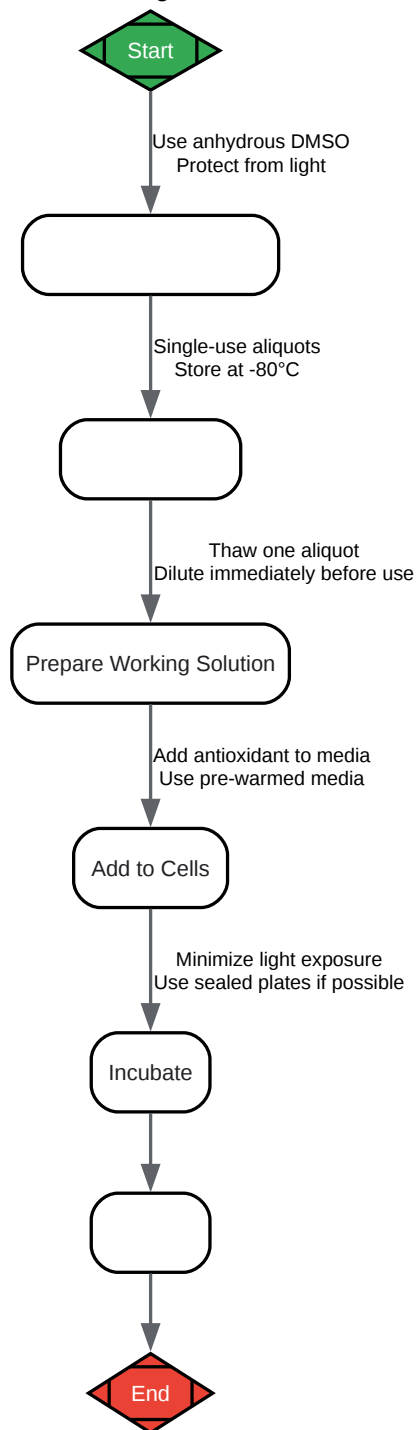 Start
Use anhydrous DMSO
Protect from light
Single-use aliquots
Store at -80°C
Thaw one aliquot
Dilute immediately before use
Prepare Working Solution
Add antioxidant to media
Use pre-warmed media
Add to Cells
Minimize light exposure
Use sealed plates if possible
Incubate
End